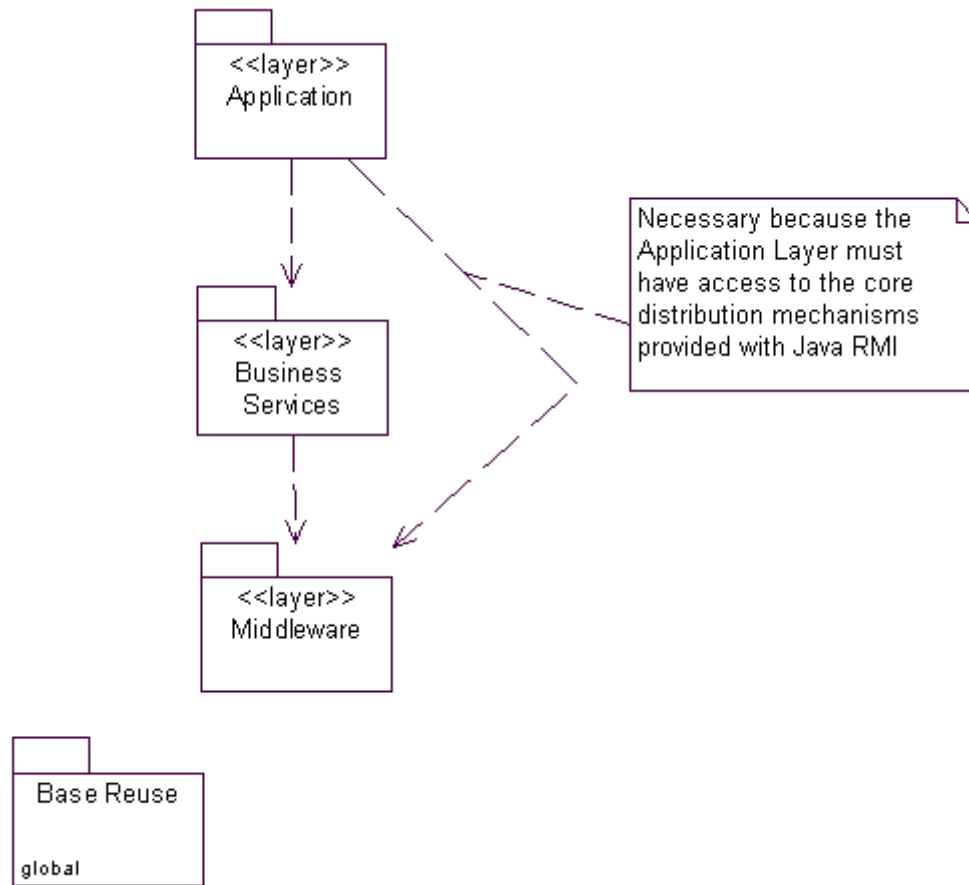 <<layer>>
Application
Necessary because the
Application Layer must
have access to the core
distribution mechanisms
provided with Java RMI
<<layer>>
Business
Services
<<layer>>
Middleware
Base Reuse
global